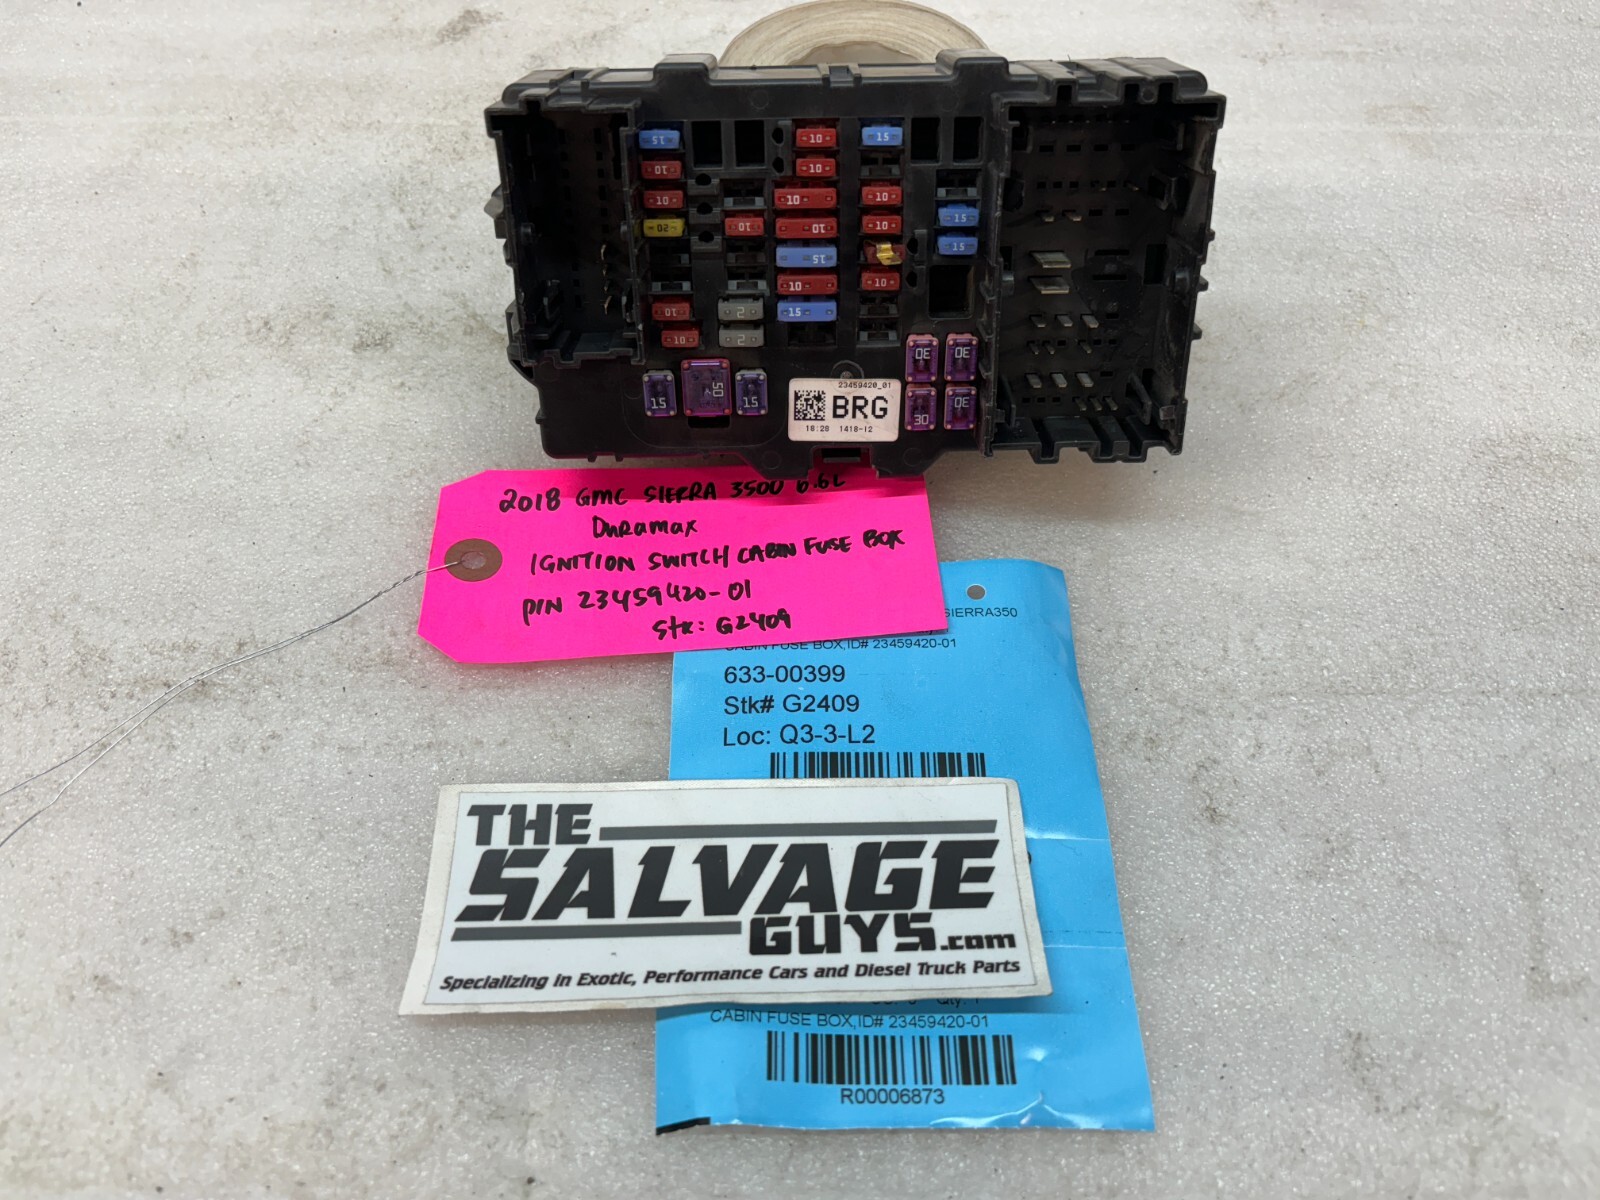 15 10 15
10 10
10 10 10
20 10 10 10 15
15 15
10 10
10 2 15
10 2
30 30
15 50 15
30 30
23459420_01
BRG
18:28 1418-12
2018 GMC SIERRA 3500 6.6L
Duramax
IGNITION SWITCH CABIN FUSE BOX
P/N 23459420-01
Stk: G2409
SIERRA350
CABIN FUSE BOX,ID# 23459420-01
633-00399
Stk# G2409
Loc: Q3-3-L2
THE
SALVAGE
GUYS.com
Specializing in Exotic, Performance Cars and Diesel Truck Parts
Qty: 1
CABIN FUSE BOX,ID# 23459420-01
R00006873